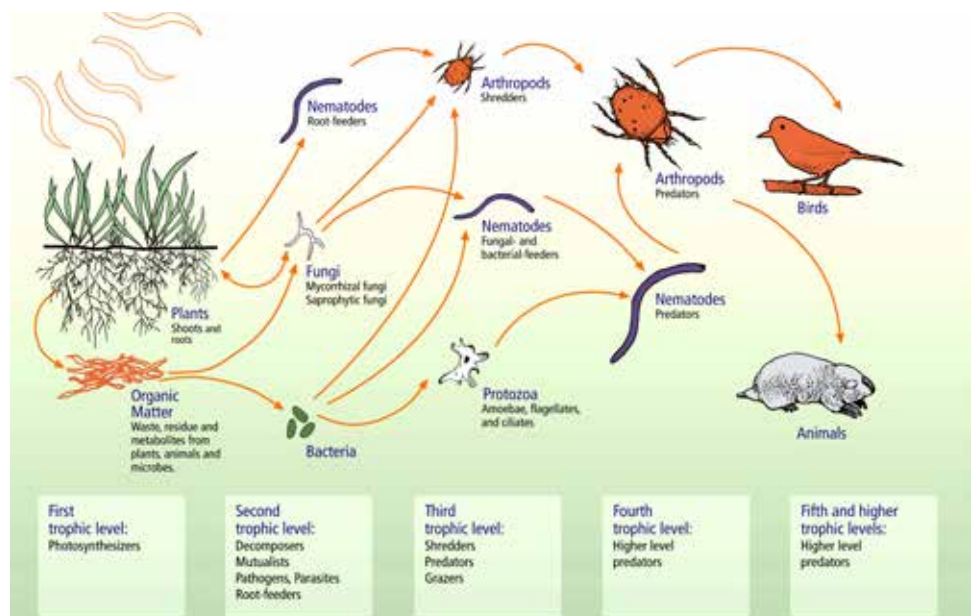 Nematodes
Root-feeders
Arthropods
Shredders
Arthropods
Predators
Birds
Nematodes
Fungal- and
bacterial-feeders
Fungi
Mycorrhizal fungi
Saprophytic fungi
Nematodes
Predators
Plants
Shoots and
roots
Organic
Matter
Waste, residue and
metabolites from
plants, animals and
microbes.
Bacteria
Protozoa
Amoebae, flagellates,
and ciliates
Animals
First
trophic level:
Photosynthesizers
Second
trophic level:
Decomposers
Mutualists
Pathogens, Parasites
Root-feeders
Third
trophic level:
Shredders
Predators
Grazers
Fourth
trophic level:
Higher level
predators
Fifth and higher
trophic levels:
Higher level
predators